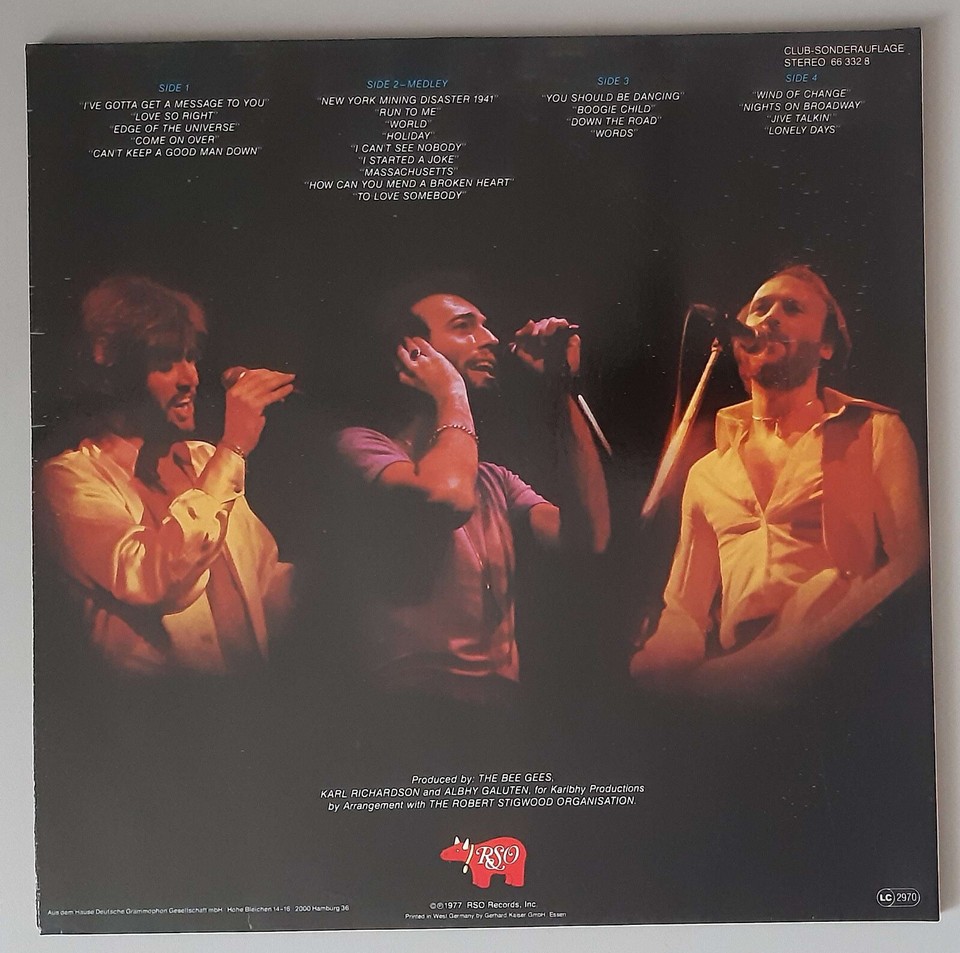 CLUB-SONDERAUFLAGE
STEREO 66 332 8
SIDE 1
"I'VE GOTTA GET A MESSAGE TO YOU"
"LOVE SO RIGHT"
"EDGE OF THE UNIVERSE"
"COME ON OVER"
"CAN'T KEEP A GOOD MAN DOWN"
SIDE 2-MEDLEY
"NEW YORK MINING DISASTER 1941"
"RUN TO ME"
"WORLD"
"HOLIDAY"
"I CAN'T SEE NOBODY"
"I STARTED A JOKE"
"MASSACHUSETTS"
"HOW CAN YOU MEND A BROKEN HEART"
"TO LOVE SOMEBODY"
SIDE 3
"YOU SHOULD BE DANCING"
"BOOGIE CHILD"
"DOWN THE ROAD"
"WORDS"
SIDE 4
"WIND OF CHANGE"
"NIGHTS ON BROADWAY"
"JIVE TALKIN'"
"LONELY DAYS"
Produced by: THE BEE GEES,
KARL RICHARDSON and ALBHY GALUTEN, for Karlbhy Productions
by Arrangement with THE ROBERT STIGWOOD ORGANISATION.
RSO
©℗1977 RSO Records, Inc.
Printed in West Germany by Gerhard Kaiser GmbH, Essen
Aus dem Hause Deutsche Grammophon Gesellschaft mbH · Hohe Bleichen 14-16 · 2000 Hamburg 36
LC 2970